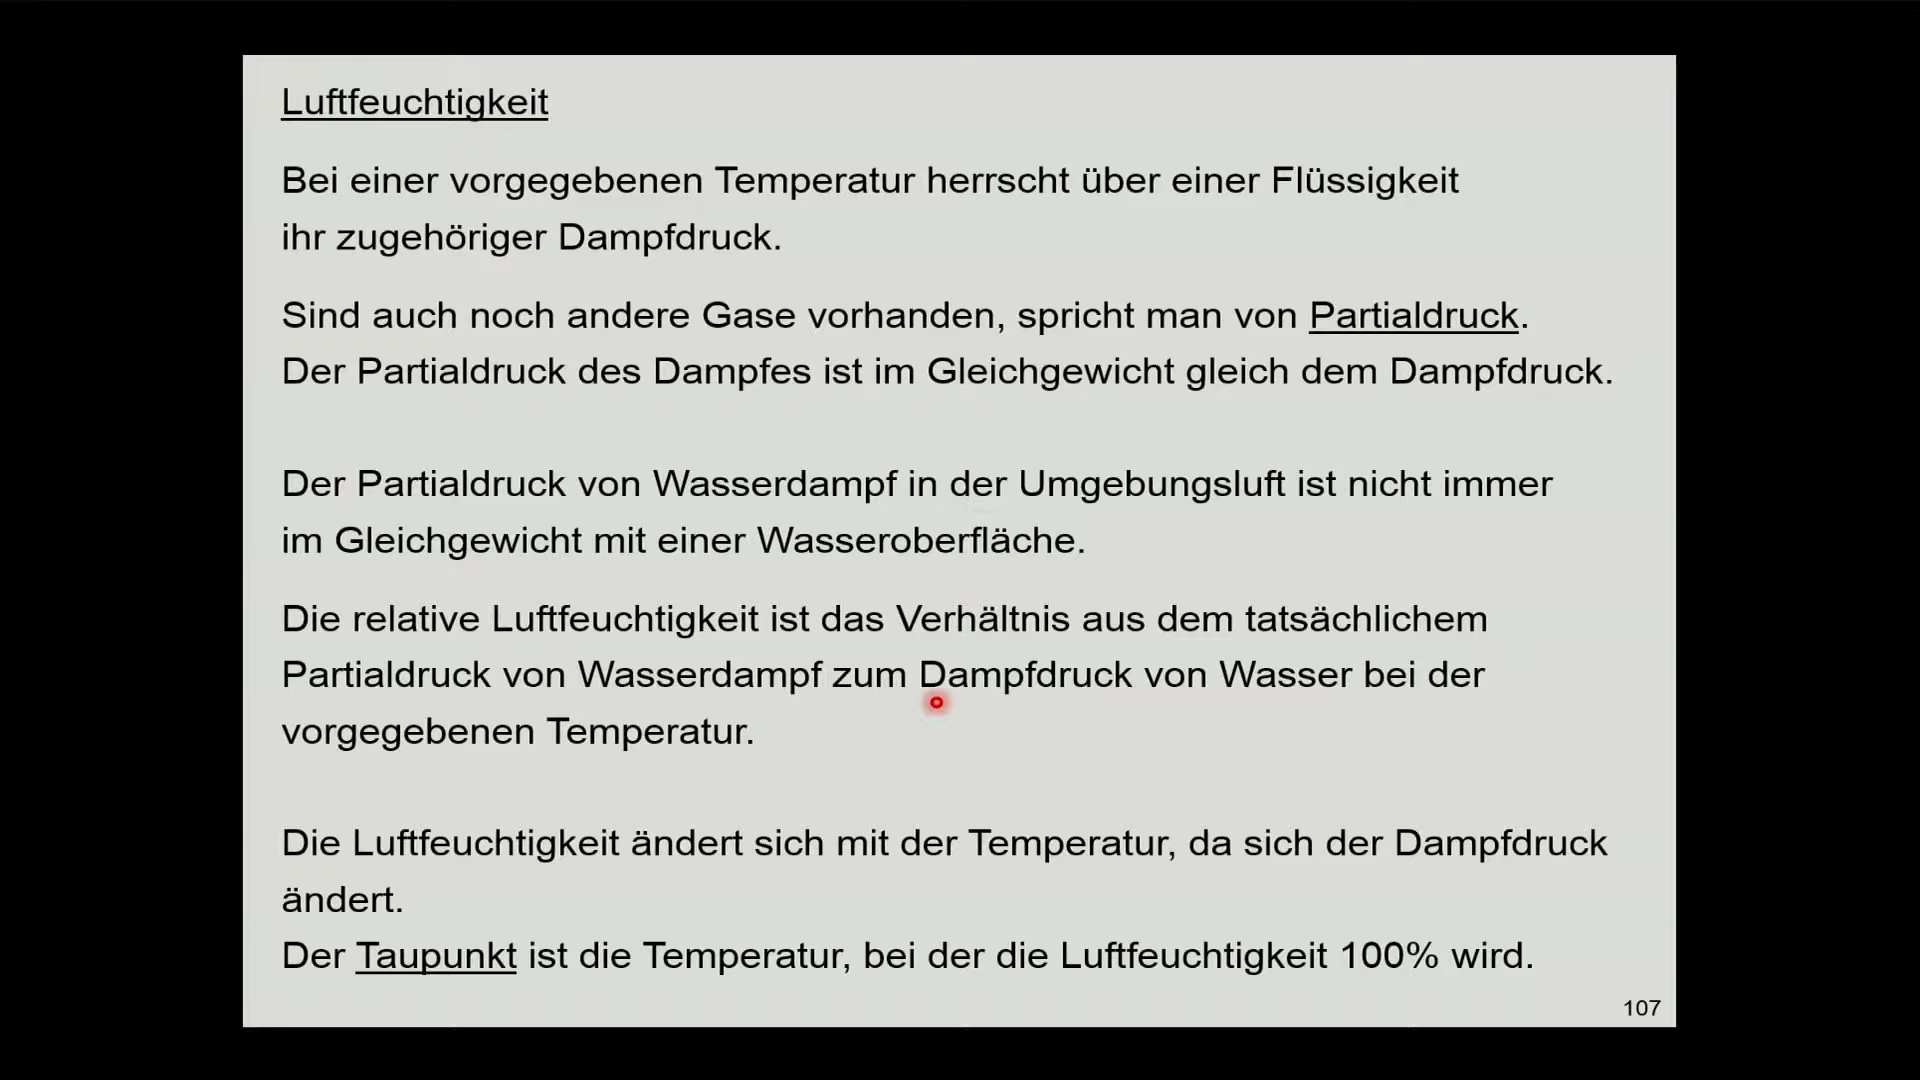 Luftfeuchtigkeit
Bei einer vorgegebenen Temperatur herrscht über einer Flüssigkeit
ihr zugehöriger Dampfdruck.
Sind auch noch andere Gase vorhanden, spricht man von Partialdruck.
Der Partialdruck des Dampfes ist im Gleichgewicht gleich dem Dampfdruck.
Der Partialdruck von Wasserdampf in der Umgebungsluft ist nicht immer
im Gleichgewicht mit einer Wasseroberfläche.
Die relative Luftfeuchtigkeit ist das Verhältnis aus dem tatsächlichem
Partialdruck von Wasserdampf zum Dampfdruck von Wasser bei der
vorgegebenen Temperatur.
Die Luftfeuchtigkeit ändert sich mit der Temperatur, da sich der Dampfdruck
ändert.
Der Taupunkt ist die Temperatur, bei der die Luftfeuchtigkeit 100% wird.
107